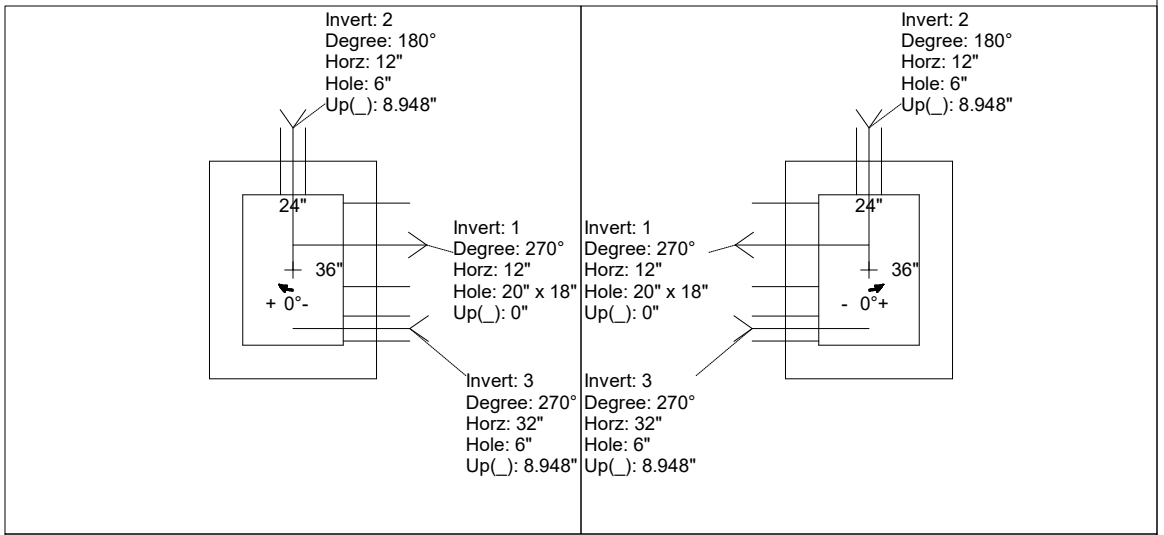 Invert: 2
Degree: 180°
Horz: 12"
Hole: 6"
Up(_): 8.948"
24"
36"
+ 0°-
Invert: 1
Degree: 270°
Horz: 12"
Hole: 20" x 18"
Up(_): 0"
Invert: 3
Degree: 270°
Horz: 32"
Hole: 6"
Up(_): 8.948"
Invert: 2
Degree: 180°
Horz: 12"
Hole: 6"
Up(_): 8.948"
24"
36"
- 0°+
Invert: 1
Degree: 270°
Horz: 12"
Hole: 20" x 18"
Up(_): 0"
Invert: 3
Degree: 270°
Horz: 32"
Hole: 6"
Up(_): 8.948"